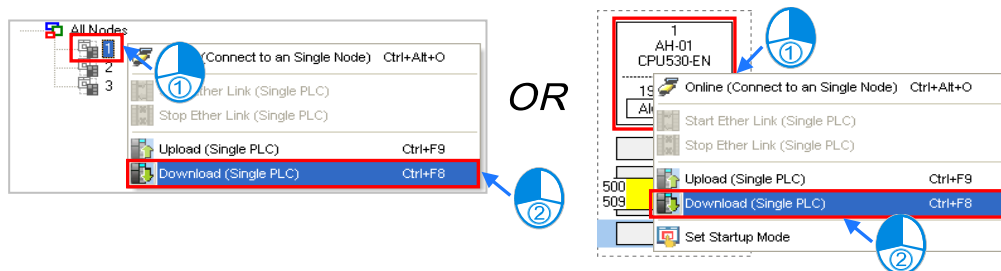 All Nodes
1
(Connect to an Single Node) Ctrl+Alt+O
2
3
ther Link (Single PLC)
Stop Ether Link (Single PLC)
Upload (Single PLC) Ctrl+F9
Download (Single PLC) Ctrl+F8
1
2
OR
1
AH-01
CPU530-EN
1
19
Online (Connect to an Single Node) Ctrl+Alt+O
Start Ether Link (Single PLC)
Stop Ether Link (Single PLC)
Upload (Single PLC) Ctrl+F9
500
Download (Single PLC) Ctrl+F8
509
Set Startup Mode
2